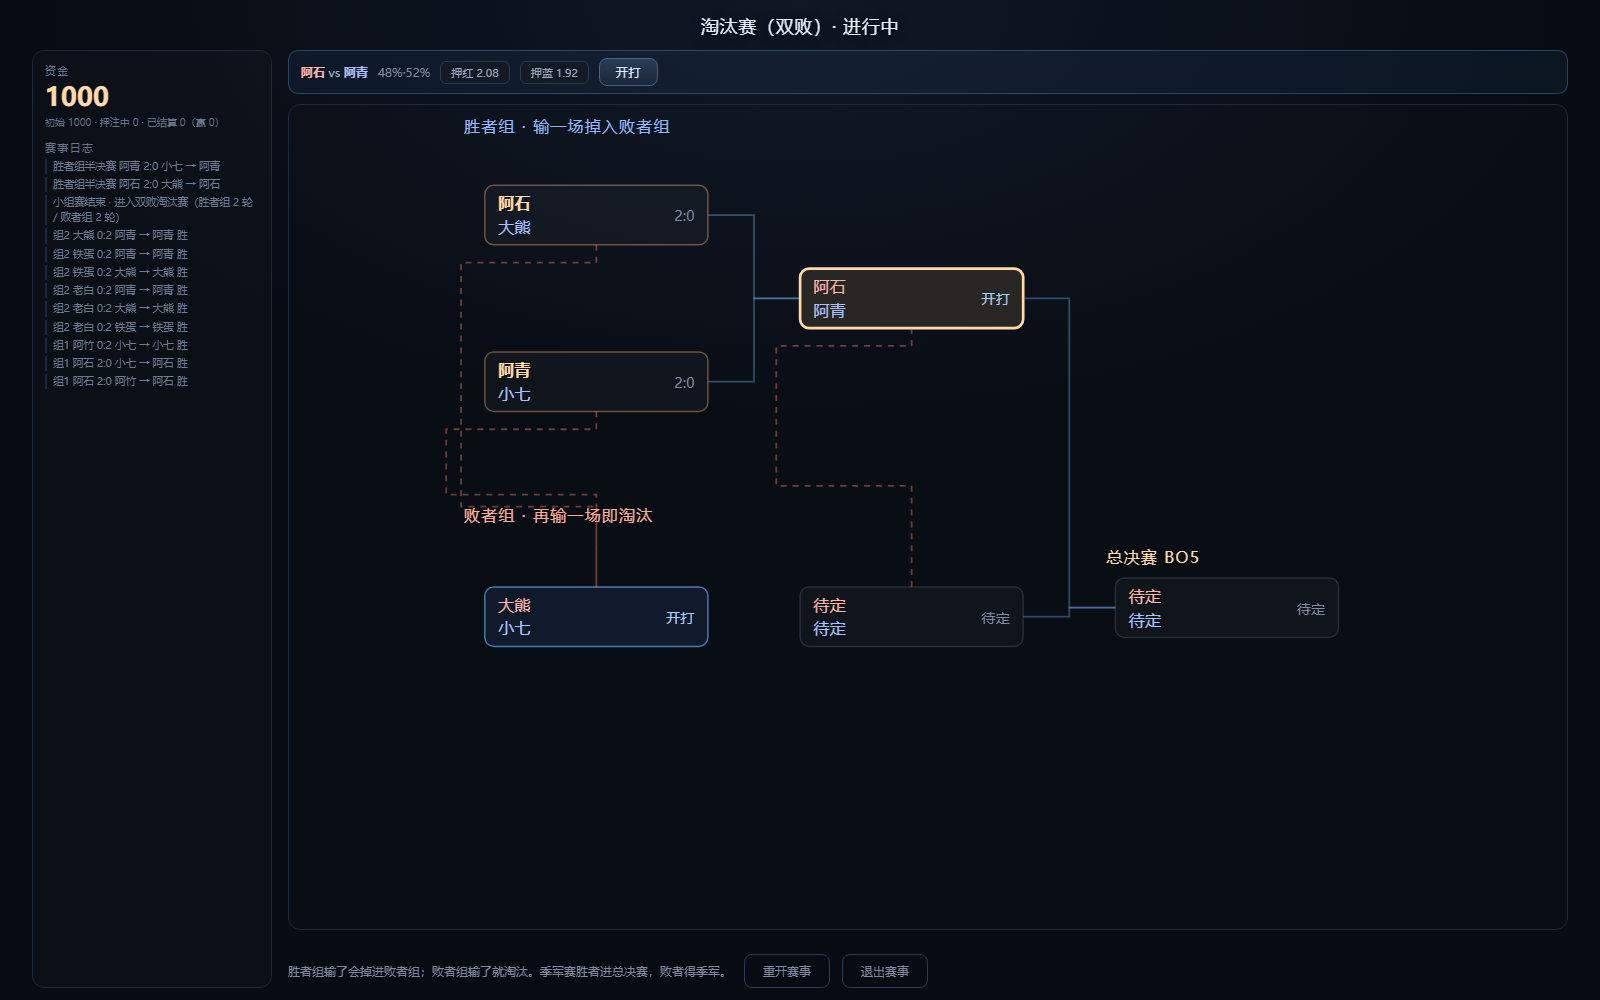 淘汰赛（双败）· 进行中
资金
1000
初始 1000 · 押注中 0 · 已结算 0（赢 0）
赛事日志
胜者组半决赛 阿青 2:0 小七 → 阿青
胜者组半决赛 阿石 2:0 大熊 → 阿石
小组赛结束 · 进入双败淘汰赛（胜者组 2 轮
/ 败者组 2 轮）
组2 大熊 0:2 阿青 → 阿青 胜
组2 铁蛋 0:2 阿青 → 阿青 胜
组2 铁蛋 0:2 大熊 → 大熊 胜
组2 老白 0:2 阿青 → 阿青 胜
组2 老白 0:2 大熊 → 大熊 胜
组2 老白 0:2 铁蛋 → 铁蛋 胜
组1 阿竹 0:2 小七 → 小七 胜
组1 阿石 2:0 小七 → 阿石 胜
组1 阿石 2:0 阿竹 → 阿石 胜
阿石 vs 阿青 48%·52% 押红 2.08 押蓝 1.92 开打
胜者组 · 输一场掉入败者组
阿石
大熊
2:0
阿石
阿青
开打
阿青
小七
2:0
败者组 · 再输一场即淘汰
大熊
小七
开打
待定
待定
待定
总决赛 BO5
待定
待定
待定
胜者组输了会掉进败者组；败者组输了就淘汰。季军赛胜者进总决赛，败者得季军。
重开赛事
退出赛事